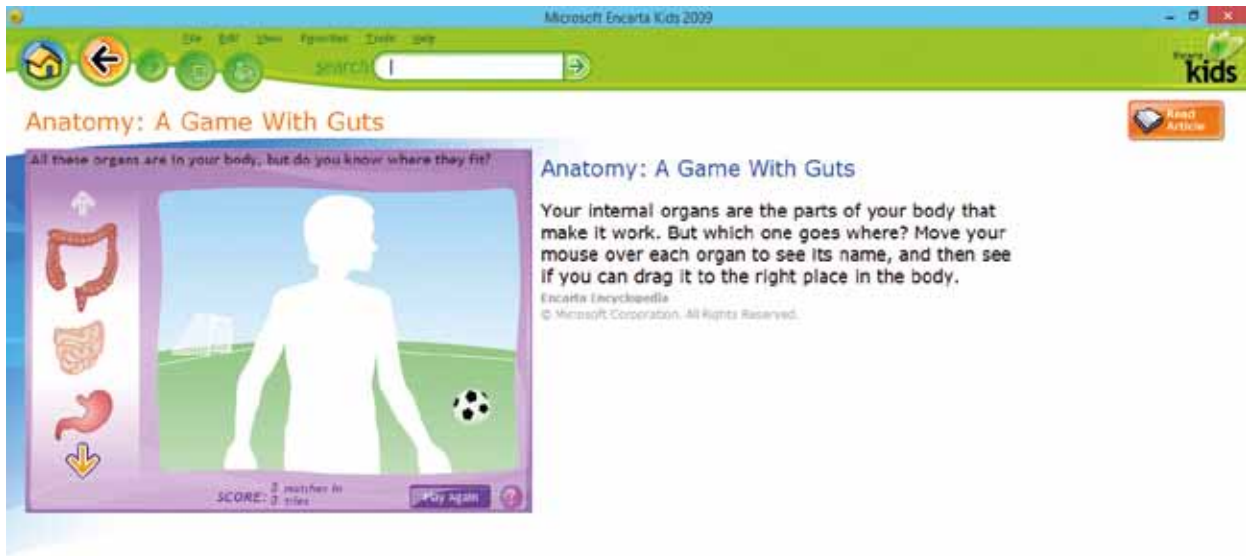 Microsoft Encarta Kids 2009
File Edit View Favorites Tools Help
search
Encarta
kids
Anatomy: A Game With Guts
Read
Article
All these organs are in your body, but do you know where they fit?
SCORE: matches in
tries
Play Again
?
Anatomy: A Game With Guts
Your internal organs are the parts of your body that
make it work. But which one goes where? Move your
mouse over each organ to see its name, and then see
if you can drag it to the right place in the body.
Encarta Encyclopedia
© Microsoft Corporation. All Rights Reserved.